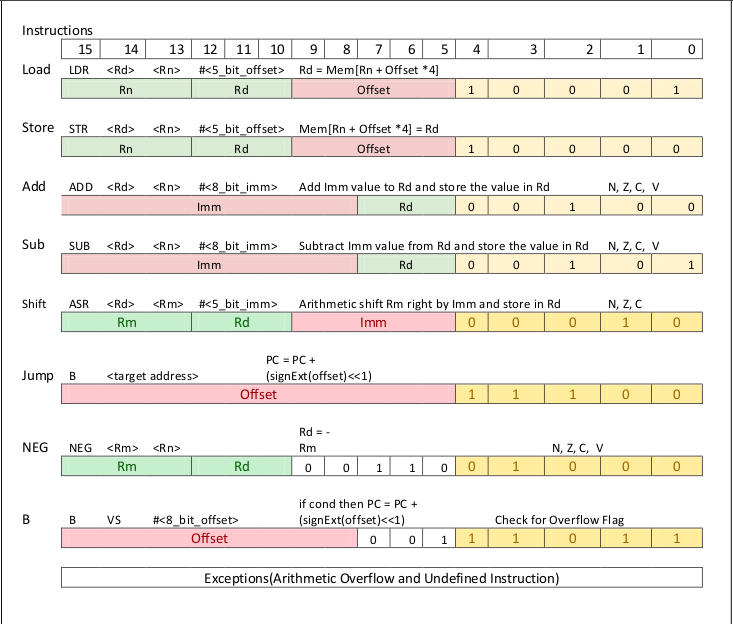 Instructions
15 14 13 12 11 10 9 8 7 6 5 4 3 2 1 0
Load LDR <Rd> <Rn> #<5_bit_offset> Rd = Mem[Rn + Offset *4]
Rn Rd Offset 1 0 0 0 1
Store STR <Rd> <Rn> #<5_bit_offset> Mem[Rn + Offset *4] = Rd
Rn Rd Offset 1 0 0 0 0
Add ADD <Rd> <Rn> #<8_bit_imm> Add Imm value to Rd and store the value in Rd N, Z, C, V
Imm Rd 0 0 1 0 0
Sub SUB <Rd> <Rn> #<8_bit_imm> Subtract Imm value from Rd and store the value in Rd N, Z, C, V
Imm Rd 0 0 1 0 1
Shift ASR <Rd> <Rm> #<5_bit_imm> Arithmetic shift Rm right by Imm and store in Rd N, Z, C
Rm Rd Imm 0 0 0 1 0
PC = PC +
Jump B <target address> (signExt(offset)<<1)
Offset 1 1 1 0 0
Rd = -
NEG NEG <Rm> <Rn> Rm N, Z, C, V
Rm Rd 0 0 1 1 0 0 1 0 0 0
if cond then PC = PC +
B B VS #<8_bit_offset> (signExt(offset)<<1) Check for Overflow Flag
Offset 0 0 1 1 1 0 1 1
Exceptions(Arithmetic Overflow and Undefined Instruction)